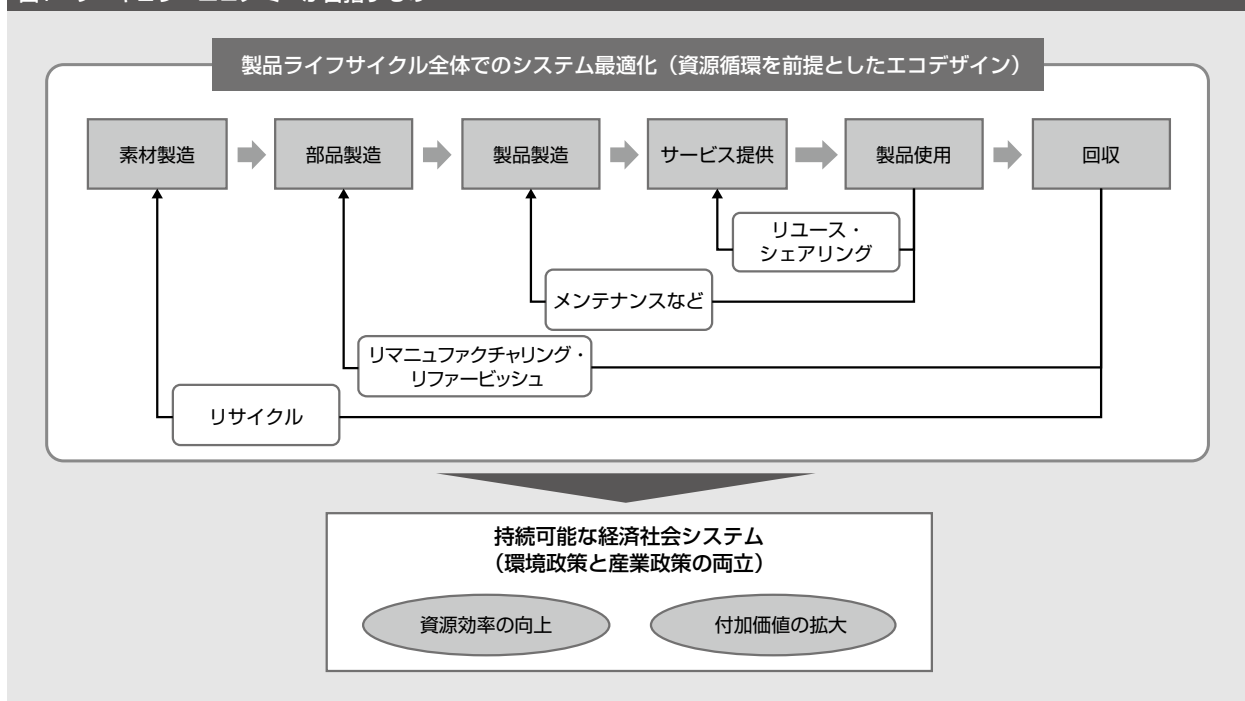 製品ライフサイクル全体でのシステム最適化（資源循環を前提としたエコデザイン）
素材製造
部品製造
製品製造
サービス提供
製品使用
回収
リユース・
シェアリング
メンテナンスなど
リマニュファクチャリング・
リファービッシュ
リサイクル
持続可能な経済社会システム
（環境政策と産業政策の両立）
資源効率の向上
付加価値の拡大